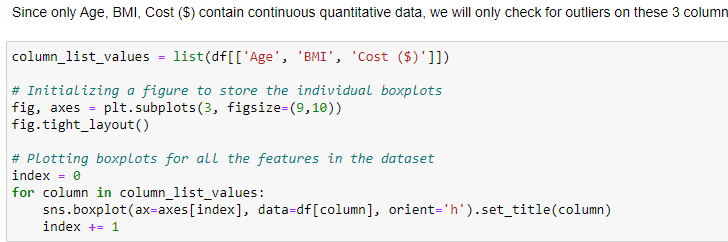 Since only Age, BMI, Cost ($) contain continuous quantitative data, we will only check for outliers on these 3 column
column_list_values = list(df[['Age', 'BMI', 'Cost ($)']])
# Initializing a figure to store the individual boxplots
fig, axes = plt.subplots(3, figsize=(9,10))
fig.tight_layout()
# Plotting boxplots for all the features in the dataset
index = 0
for column in column_list_values:
    sns.boxplot(ax=axes[index], data=df[column], orient='h').set_title(column)
    index += 1